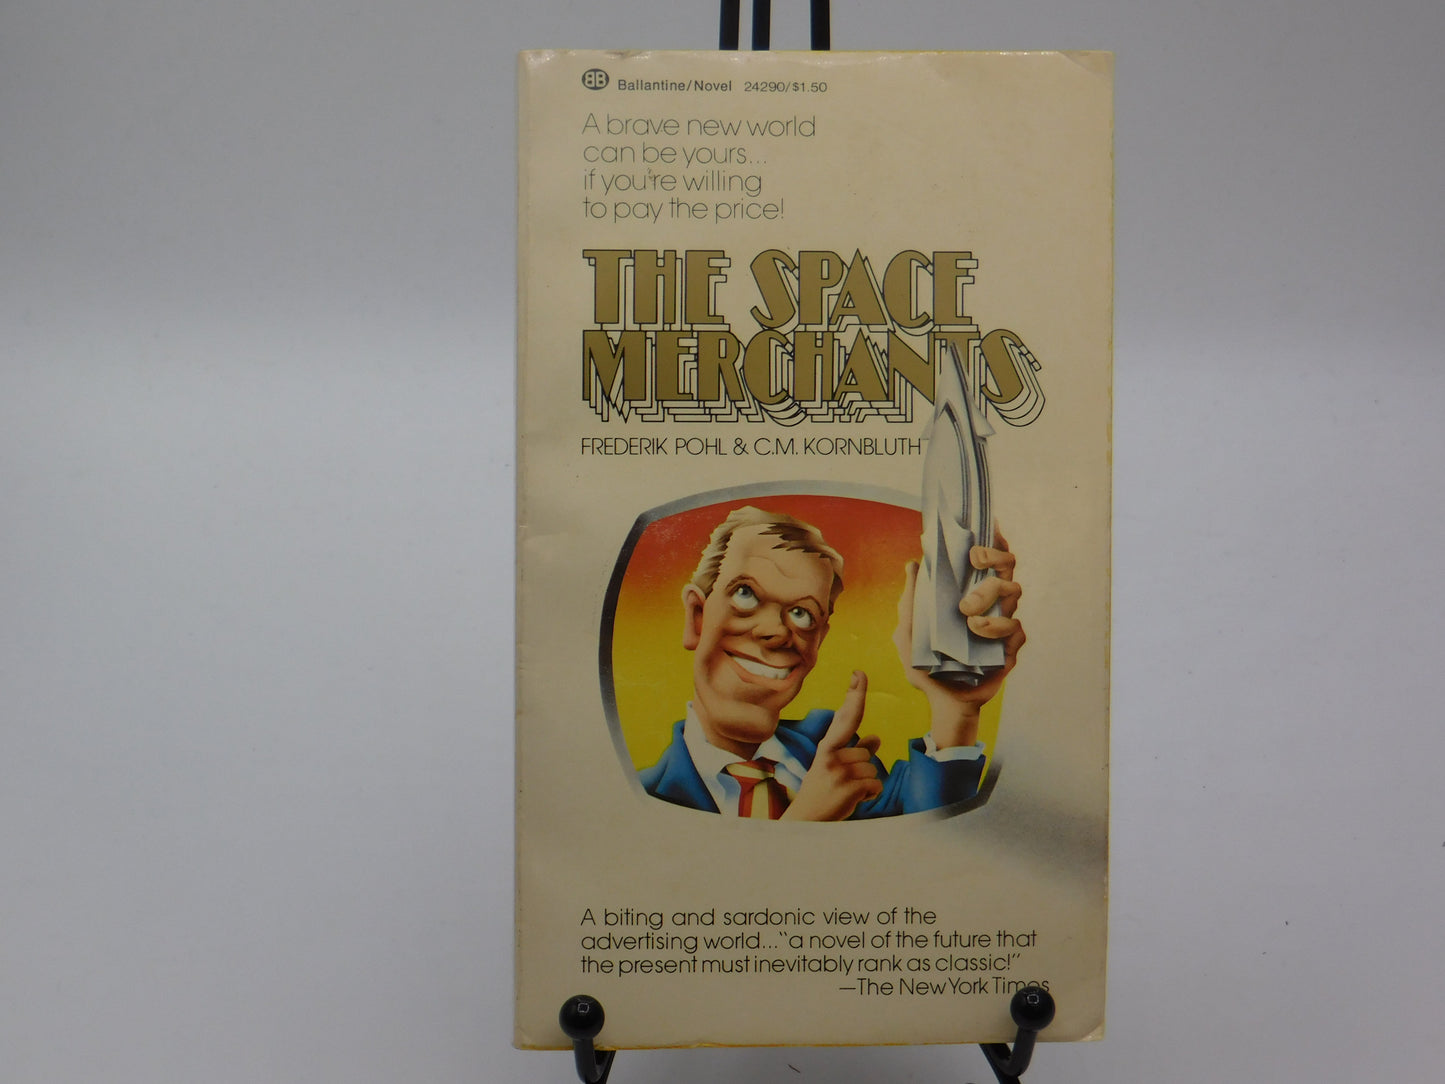 BB Ballantine/Novel 24290/$1.50
A brave new world
can be yours...
if you're willing
to pay the price!
THE SPACE
MERCHANTS
FREDERIK POHL & C.M. KORNBLUTH
A biting and sardonic view of the
advertising world..."a novel of the future that
the present must inevitably rank as classic!"
—The New York Times